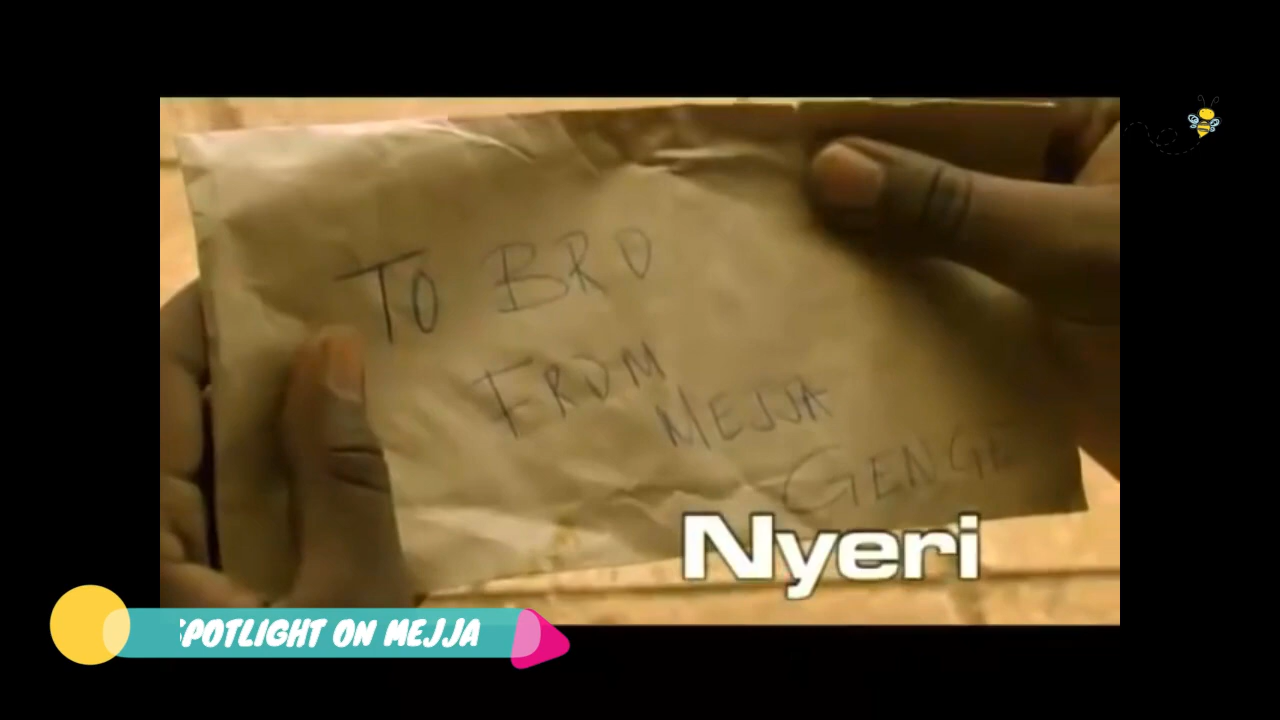 TO BRO
FROM
MEJJA
GENGE
Nyeri
SPOTLIGHT ON MEJJA